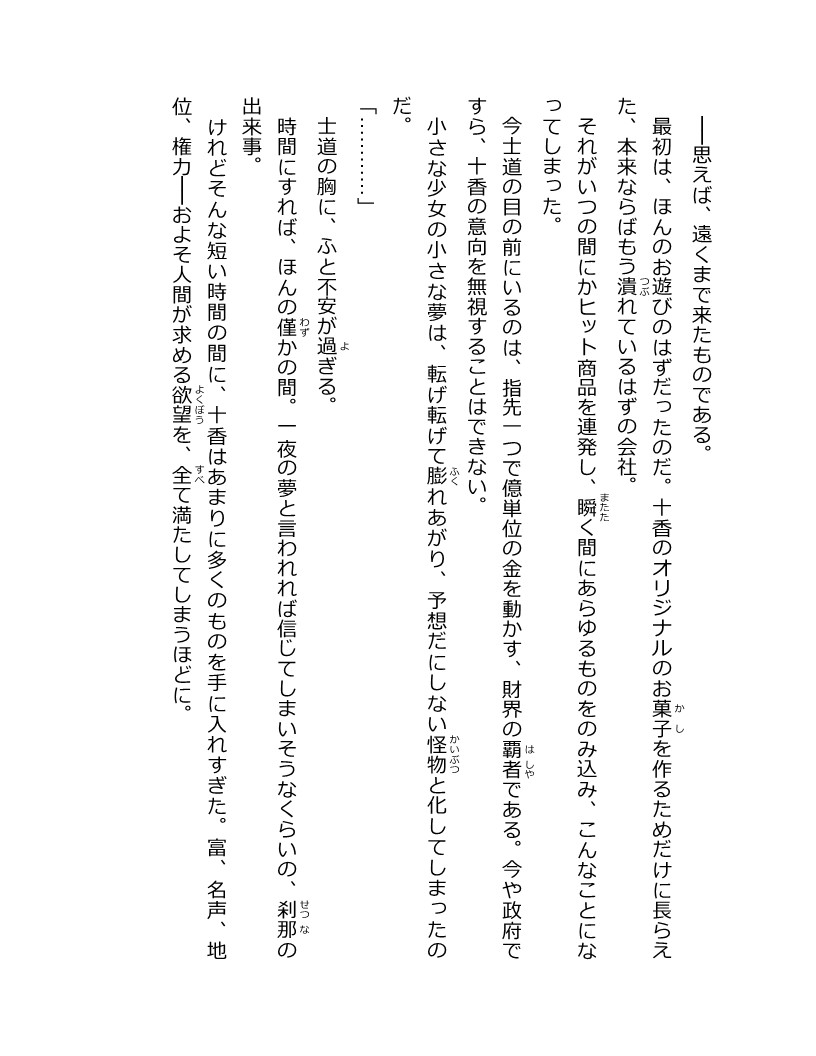 ――思えば、遠くまで来たものである。
最初は、ほんのお遊びのはずだったのだ。十香のオリジナルのお菓子を作るためだけに長らえ
た、本来ならばもう潰れているはずの会社。
それがいつの間にかヒット商品を連発し、瞬く間にあらゆるものをのみ込み、こんなことにな
ってしまった。
今士道の目の前にいるのは、指先一つで億単位の金を動かす、財界の覇者である。今や政府で
すら、十香の意向を無視することはできない。
小さな少女の小さな夢は、転げ転げて膨れあがり、予想だにしない怪物と化してしまったの
だ。
「…………」
士道の胸に、ふと不安が過ぎる。
時間にすれば、ほんの僅かの間。一夜の夢と言われれば信じてしまいそうなくらいの、刹那の
出来事。
けれどそんな短い時間の間に、十香はあまりに多くのものを手に入れすぎた。富、名声、地
位、権力――およそ人間が求める欲望を、全て満たしてしまうほどに。